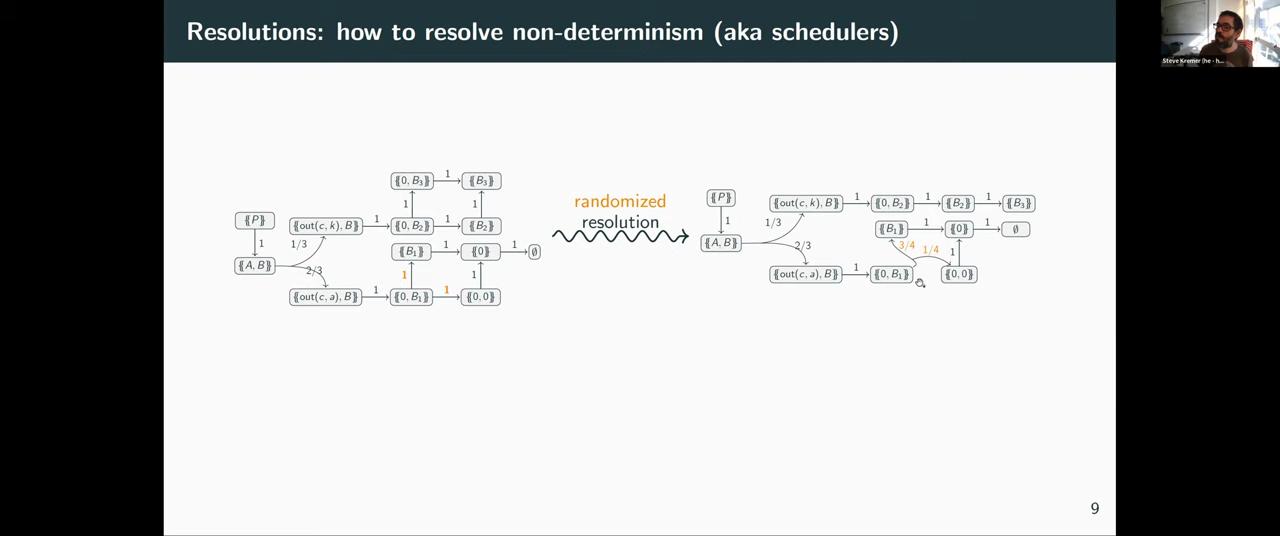 Resolutions: how to resolve non-determinism (aka schedulers)
Steve Kremer (he - h...
{{0, B₃}} 1 {{B₃}}
1 1
{{P}} {{out(c, k), B}} 1 {{0, B₂}} 1 {{B₂}}
1 1/3
{{B₁}} 1 {{0}} 1 ∅
{{A, B}} 2/3
1 1
{{out(c, a), B}} 1 {{0, B₁}} 1 {{0, 0}}
randomized
resolution
{{P}} {{out(c, k), B}} 1 {{0, B₂}} 1 {{B₂}} 1 {{B₃}}
1 1/3
{{B₁}} 1 {{0}} 1 ∅
{{A, B}} 2/3 3/4 1/4 1
{{out(c, a), B}} 1 {{0, B₁}} {{0, 0}}
9